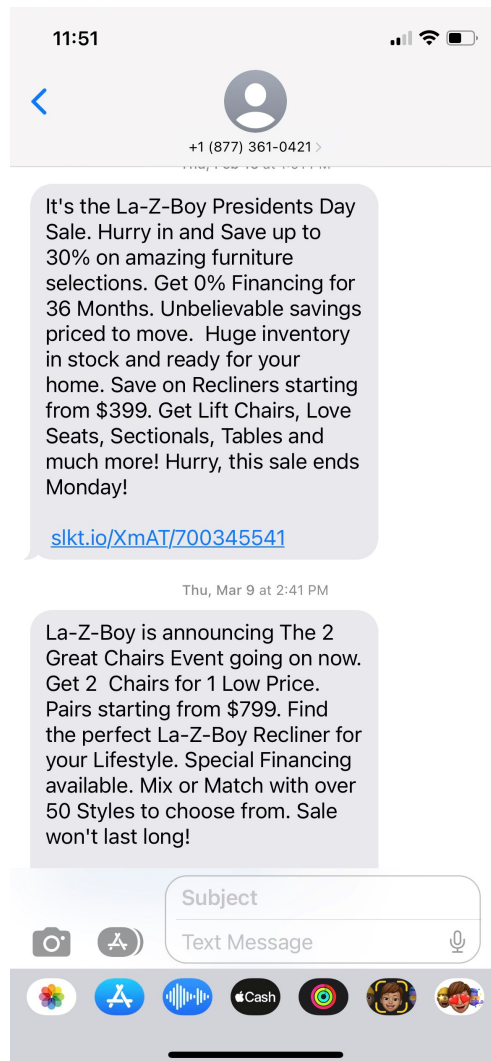 11:51
+1 (877) 361-0421 >
It's the La-Z-Boy Presidents Day
Sale. Hurry in and Save up to
30% on amazing furniture
selections. Get 0% Financing for
36 Months. Unbelievable savings
priced to move.  Huge inventory
in stock and ready for your
home. Save on Recliners starting
from $399. Get Lift Chairs, Love
Seats, Sectionals, Tables and
much more! Hurry, this sale ends
Monday!
slkt.io/XmAT/700345541
Thu, Mar 9 at 2:41 PM
La-Z-Boy is announcing The 2
Great Chairs Event going on now.
Get 2  Chairs for 1 Low Price.
Pairs starting from $799. Find
the perfect La-Z-Boy Recliner for
your Lifestyle. Special Financing
available. Mix or Match with over
50 Styles to choose from. Sale
won't last long!
Subject
Text Message
Cash